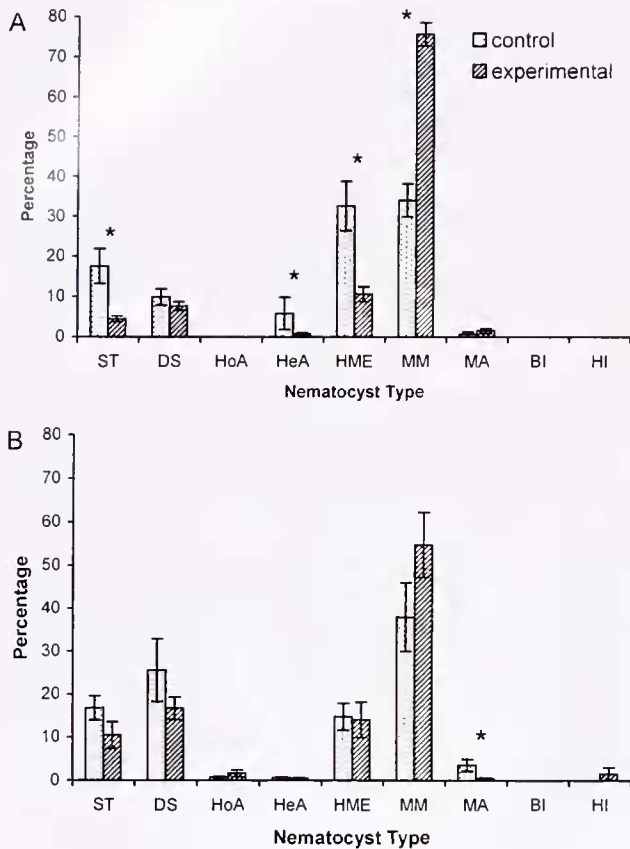 A
80
70
60
50
40
30
20
10
0
Percentage
* * * *
control
experimental
ST DS HoA HeA HME MM MA BI HI
Nematocyst Type
B
80
70
60
50
40
30
20
10
0
Percentage
*
ST DS HoA HeA HME MM MA BI HI
Nematocyst Type